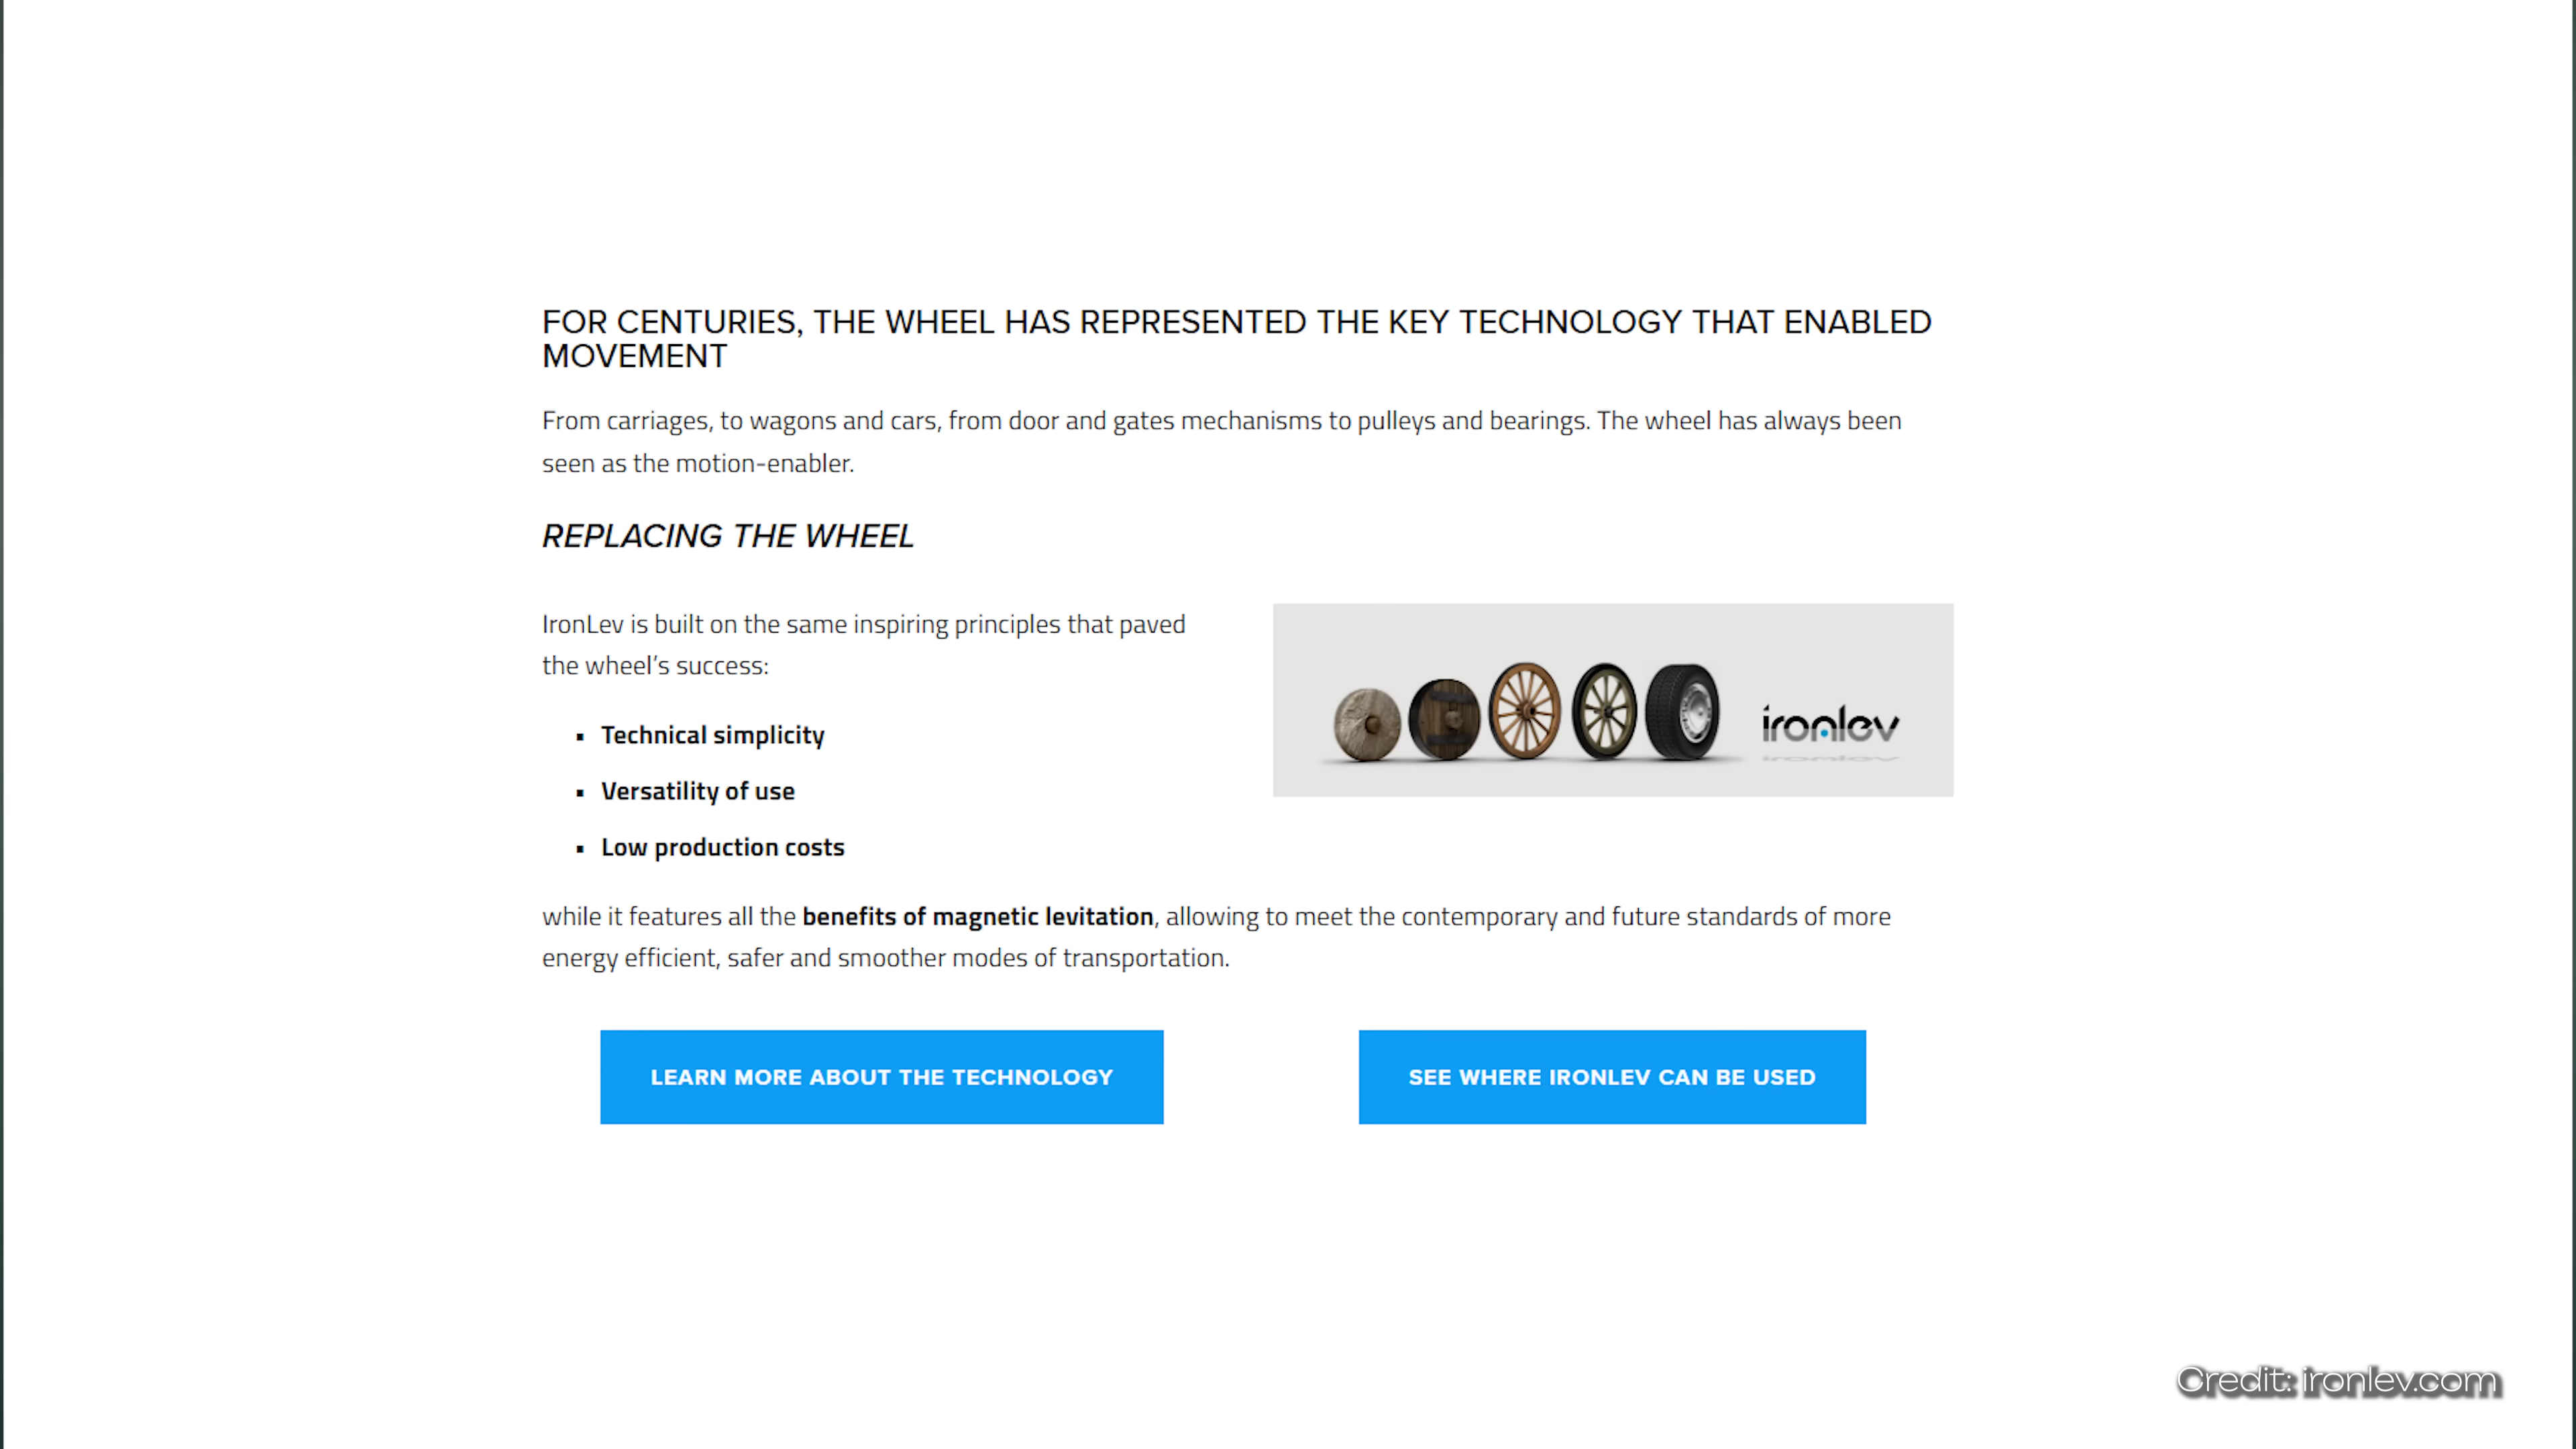 FOR CENTURIES, THE WHEEL HAS REPRESENTED THE KEY TECHNOLOGY THAT ENABLED
MOVEMENT
From carriages, to wagons and cars, from door and gates mechanisms to pulleys and bearings. The wheel has always been
seen as the motion-enabler.
REPLACING THE WHEEL
IronLev is built on the same inspiring principles that paved
the wheel’s success:
▪ Technical simplicity
▪ Versatility of use
▪ Low production costs
ironlev
while it features all the benefits of magnetic levitation, allowing to meet the contemporary and future standards of more
energy efficient, safer and smoother modes of transportation.
LEARN MORE ABOUT THE TECHNOLOGY
SEE WHERE IRONLEV CAN BE USED
Credit: ironlev.com